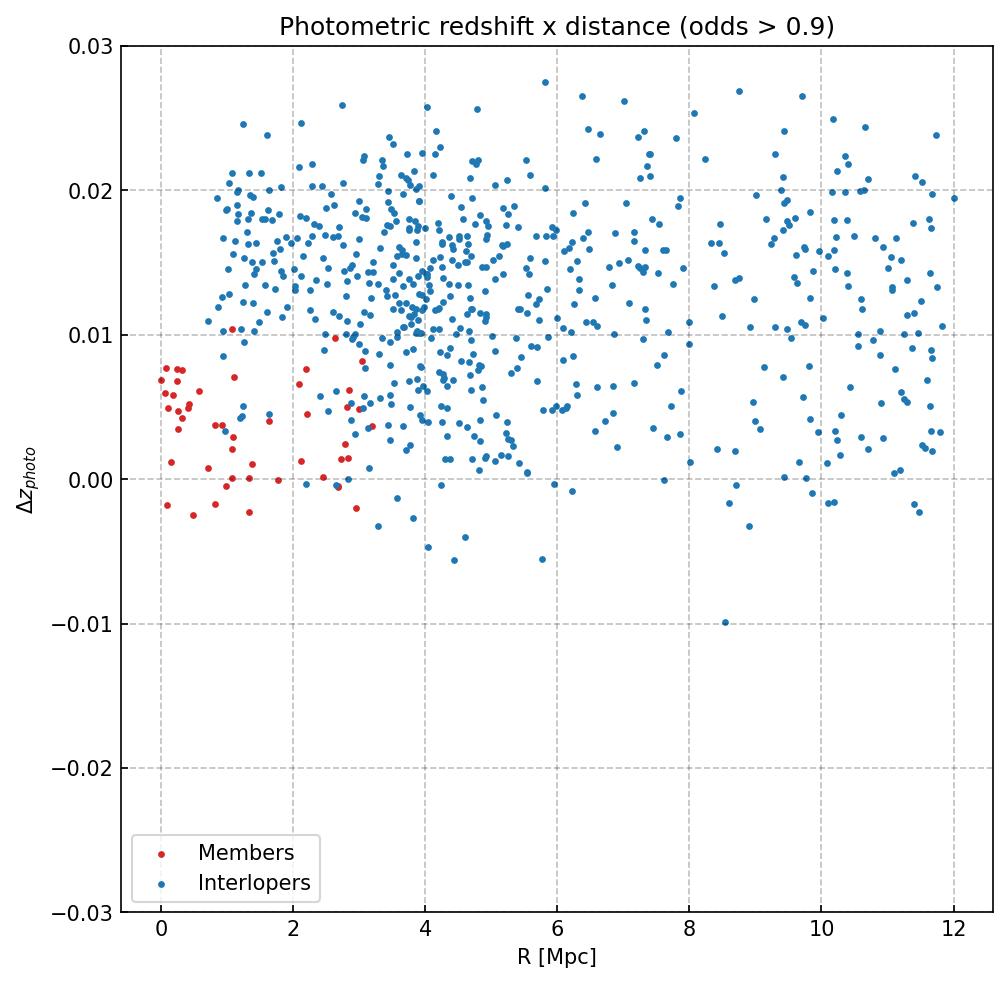 Photometric redshift x distance (odds > 0.9)
0.03
0.02
0.01
0.00
−0.01
−0.02
−0.03
Δz_photo
Members
Interlopers
0 2 4 6 8 10 12
R [Mpc]